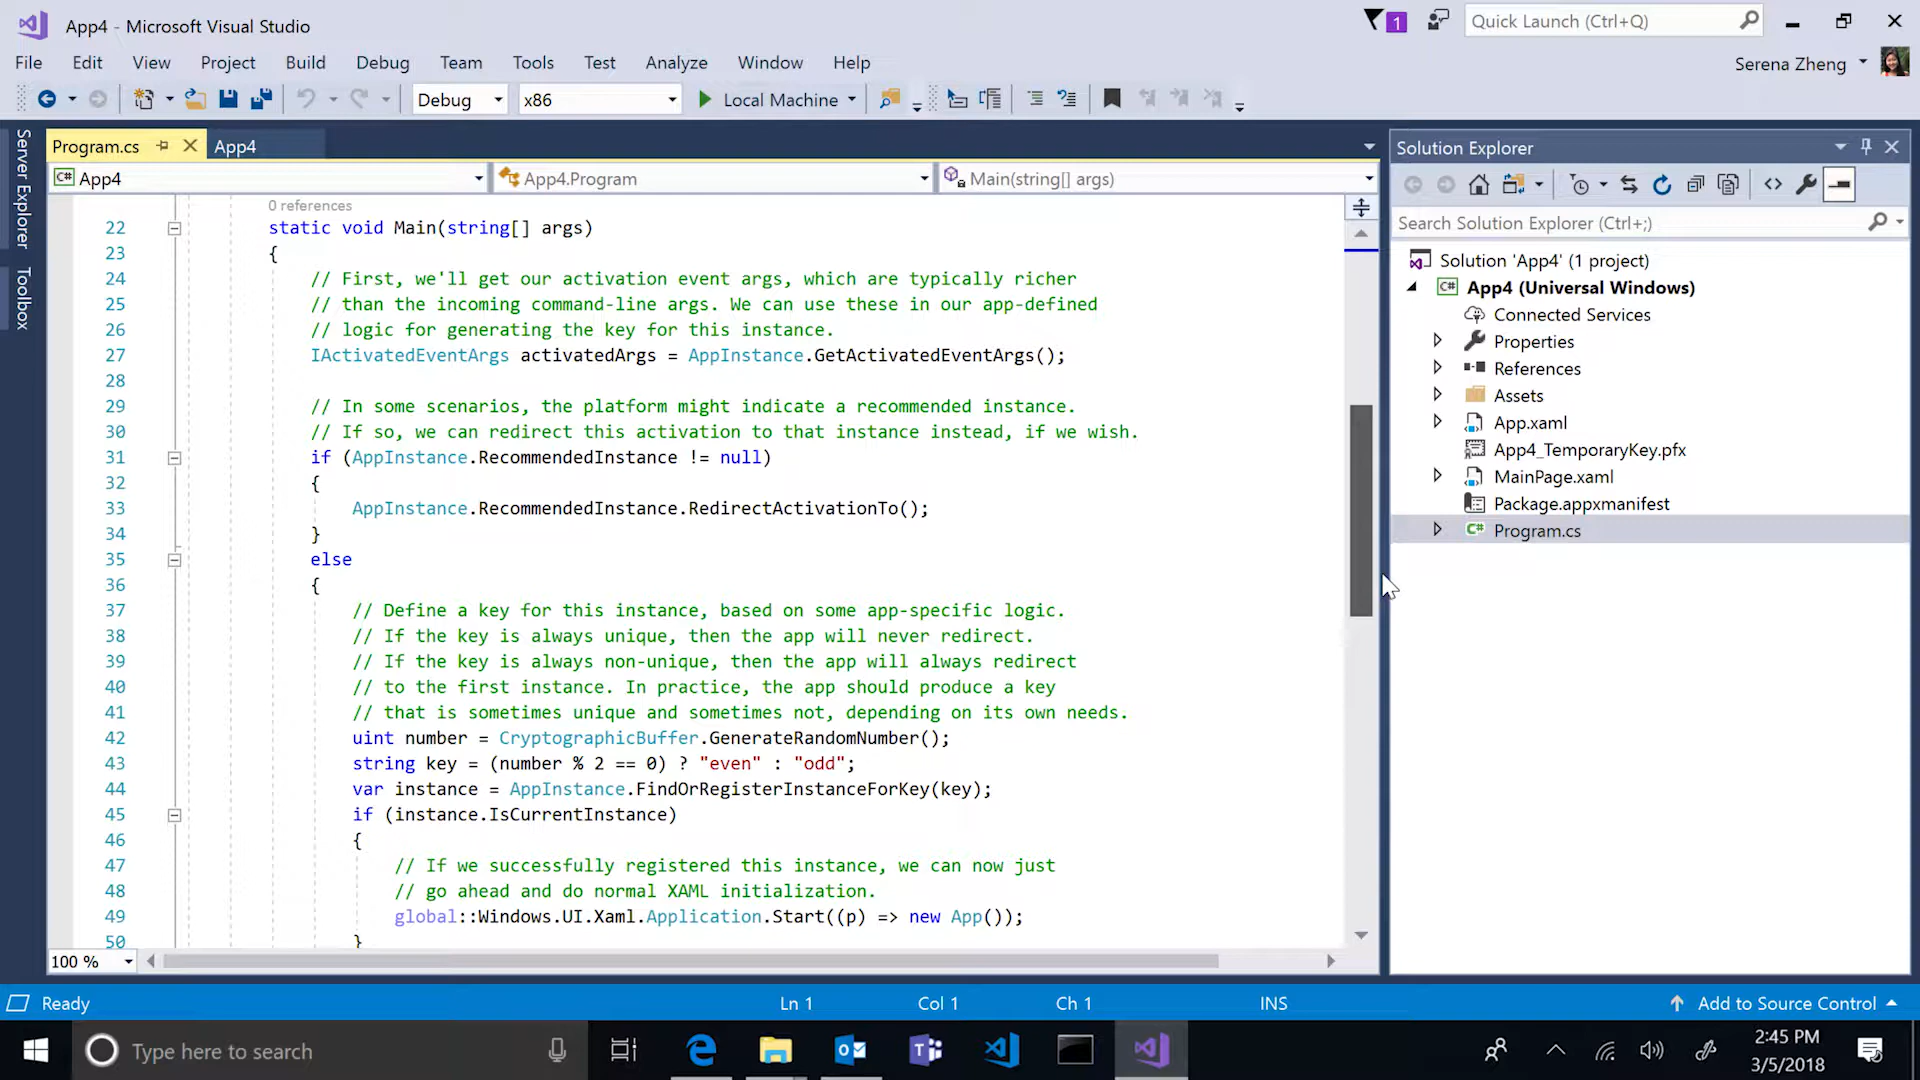 App4 - Microsoft Visual Studio
1
Quick Launch (Ctrl+Q)
File Edit View Project Build Debug Team Tools Test Analyze Window Help
Serena Zheng
Debug x86 Local Machine
Server Explorer
Toolbox
Program.cs App4
C# App4 App4.Program Main(string[] args)
0 references
22 static void Main(string[] args)
23 {
24 // First, we'll get our activation event args, which are typically richer
25 // than the incoming command-line args. We can use these in our app-defined
26 // logic for generating the key for this instance.
27 IActivatedEventArgs activatedArgs = AppInstance.GetActivatedEventArgs();
28
29 // In some scenarios, the platform might indicate a recommended instance.
30 // If so, we can redirect this activation to that instance instead, if we wish.
31 if (AppInstance.RecommendedInstance != null)
32 {
33 AppInstance.RecommendedInstance.RedirectActivationTo();
34 }
35 else
36 {
37 // Define a key for this instance, based on some app-specific logic.
38 // If the key is always unique, then the app will never redirect.
39 // If the key is always non-unique, then the app will always redirect
40 // to the first instance. In practice, the app should produce a key
41 // that is sometimes unique and sometimes not, depending on its own needs.
42 uint number = CryptographicBuffer.GenerateRandomNumber();
43 string key = (number % 2 == 0) ? "even" : "odd";
44 var instance = AppInstance.FindOrRegisterInstanceForKey(key);
45 if (instance.IsCurrentInstance)
46 {
47 // If we successfully registered this instance, we can now just
48 // go ahead and do normal XAML initialization.
49 global::Windows.UI.Xaml.Application.Start((p) => new App());
50 }
100 %
Solution Explorer
Search Solution Explorer (Ctrl+;)
Solution 'App4' (1 project)
C# App4 (Universal Windows)
Connected Services
Properties
References
Assets
App.xaml
App4_TemporaryKey.pfx
MainPage.xaml
Package.appxmanifest
C# Program.cs
Ready Ln 1 Col 1 Ch 1 INS Add to Source Control
Type here to search
2:45 PM
3/5/2018